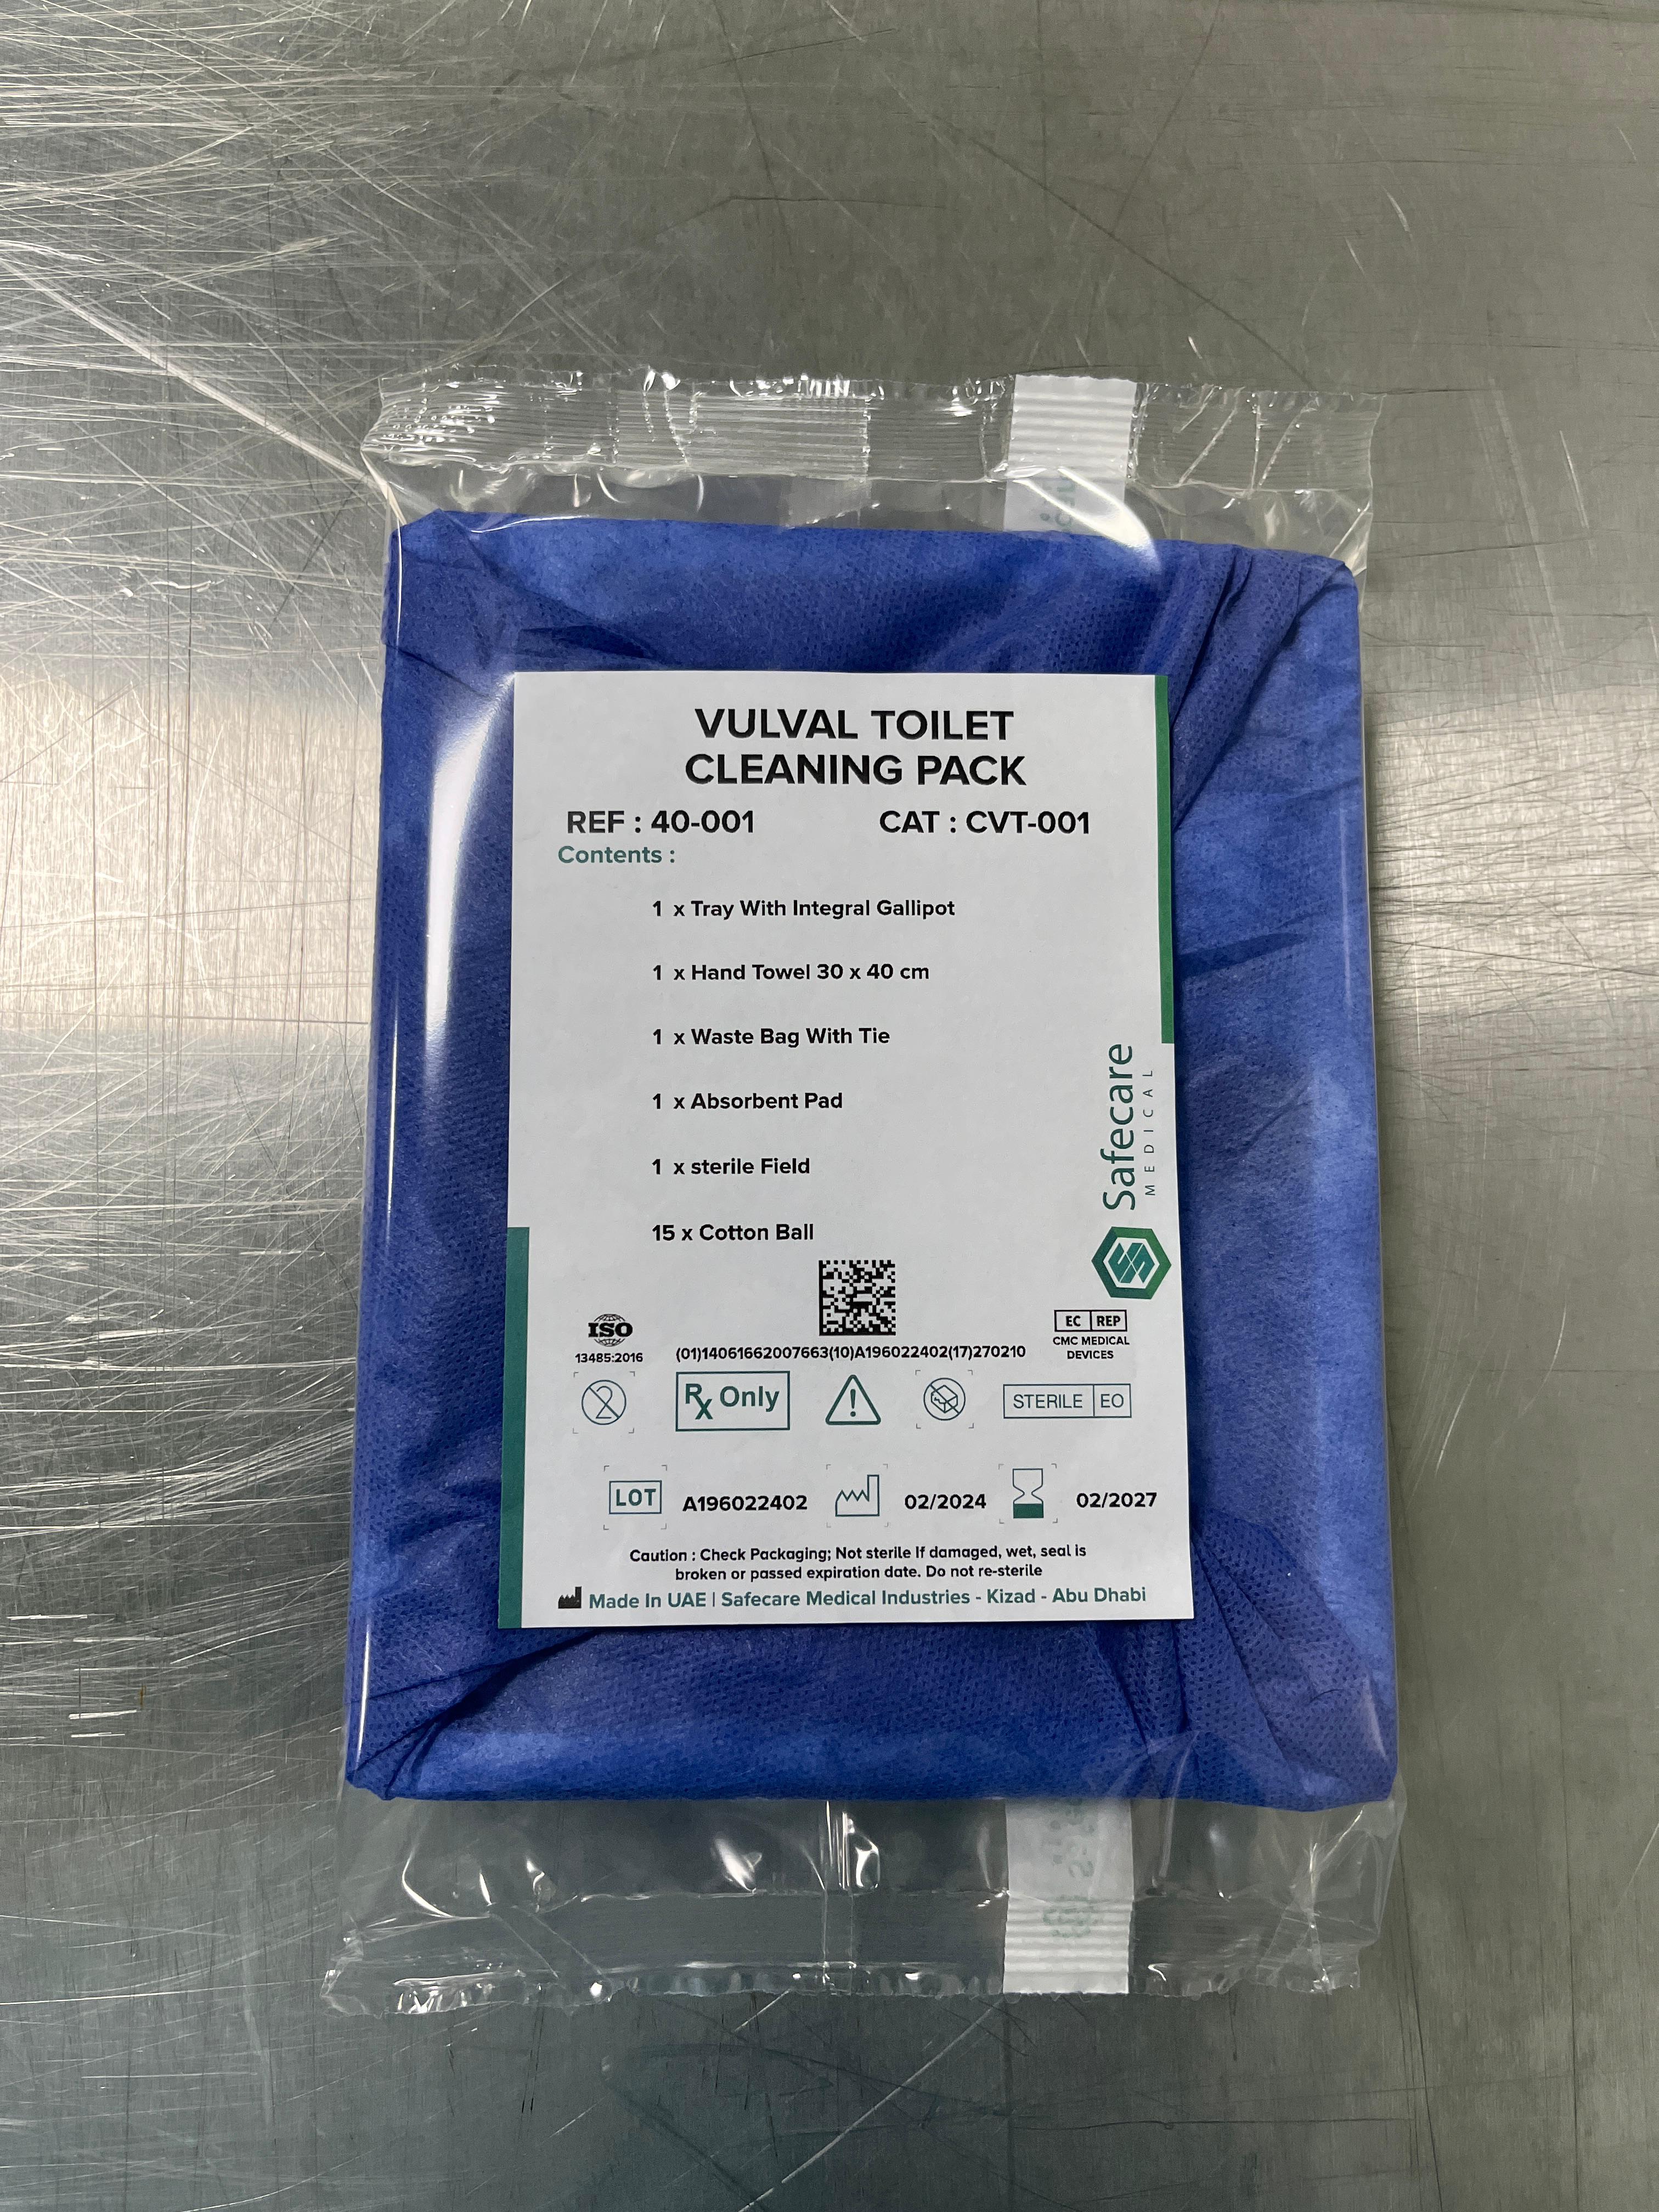 VULVAL TOILET
CLEANING PACK
REF : 40-001 CAT : CVT-001
Contents :
1 x Tray With Integral Gallipot
1 x Hand Towel 30 x 40 cm
1 x Waste Bag With Tie
1 x Absorbent Pad
1 x sterile Field
15 x Cotton Ball
Safecare
MEDICAL
ISO
13485:2016
(01)14061662007663(10)A196022402(17)270210
EC REP
CMC MEDICAL
DEVICES
2
Rx Only
!
STERILE EO
LOT A196022402 02/2024 02/2027
Caution : Check Packaging; Not sterile If damaged, wet, seal is
broken or passed expiration date. Do not re-sterile
Made In UAE | Safecare Medical Industries - Kizad - Abu Dhabi